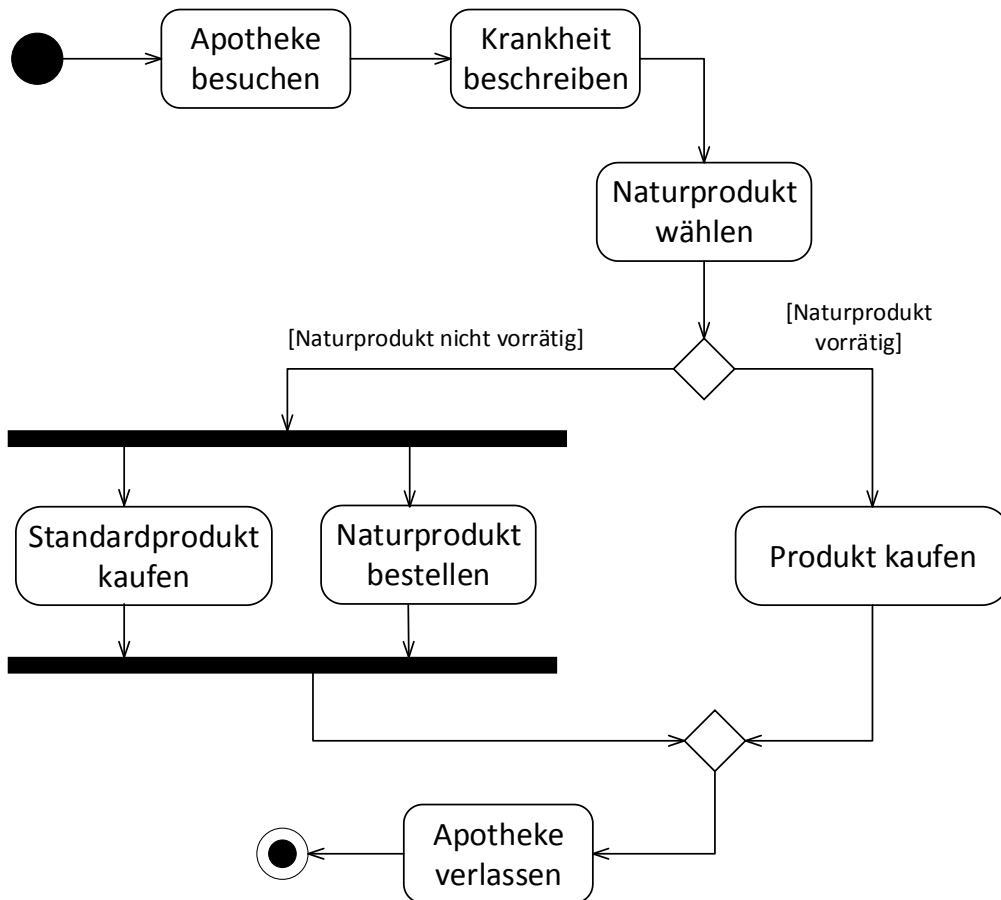 Apotheke
besuchen
Krankheit
beschreiben
Naturprodukt
wählen
[Naturprodukt nicht vorrätig]
[Naturprodukt
vorrätig]
Standardprodukt
kaufen
Naturprodukt
bestellen
Produkt kaufen
Apotheke
verlassen